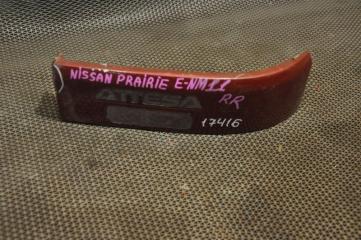 NISSAN PRAIRIE E-NM11
RR
ATTESA
17416